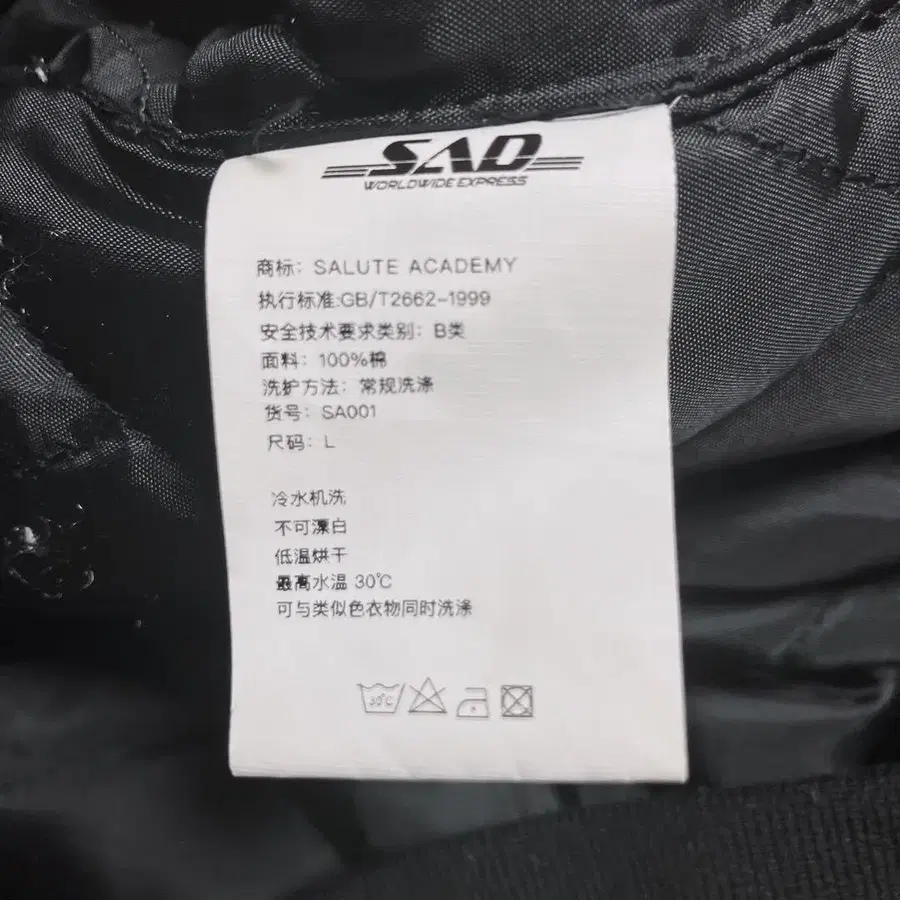 SAD
WORLDWIDE EXPRESS
商标: SALUTE ACADEMY
执行标准:GB/T2662-1999
安全技术要求类别: B类
面料: 100%棉
洗护方法: 常规洗涤
货号: SA001
尺码: L
冷水机洗
不可漂白
低温烘干
最高水温 30℃
可与类似色衣物同时洗涤
30℃